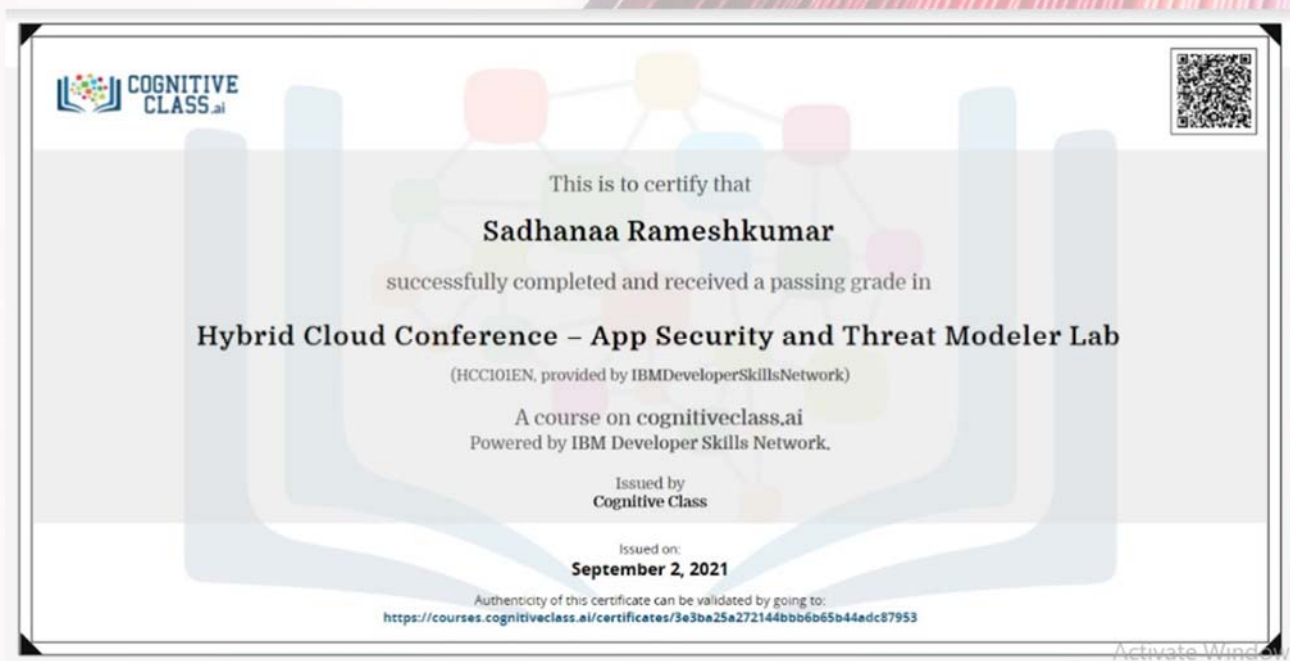 COGNITIVE
CLASS.ai
This is to certify that
Sadhanaa Rameshkumar
successfully completed and received a passing grade in
Hybrid Cloud Conference – App Security and Threat Modeler Lab
(HCC101EN, provided by IBMDeveloperSkillsNetwork)
A course on cognitiveclass.ai
Powered by IBM Developer Skills Network.
Issued by
Cognitive Class
Issued on:
September 2, 2021
Authenticity of this certificate can be validated by going to:
https://courses.cognitiveclass.ai/certificates/3e3ba25a272144bbb6b65b44adc87953
Activate Window